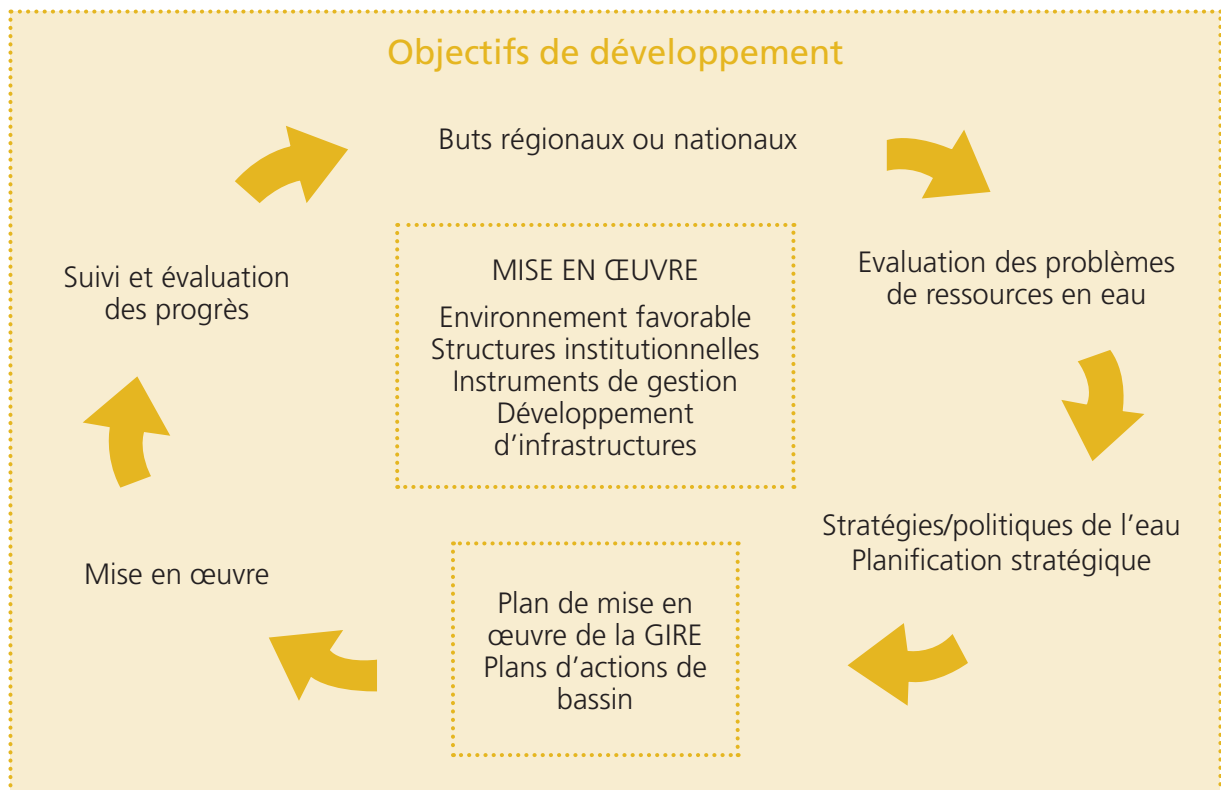 Objectifs de développement
Buts régionaux ou nationaux
Evaluation des problèmes
de ressources en eau
Stratégies/politiques de l’eau
Planification stratégique
Plan de mise en
œuvre de la GIRE
Plans d’actions de
bassin
Mise en œuvre
Suivi et évaluation
des progrès
MISE EN ŒUVRE
Environnement favorable
Structures institutionnelles
Instruments de gestion
Développement
d’infrastructures